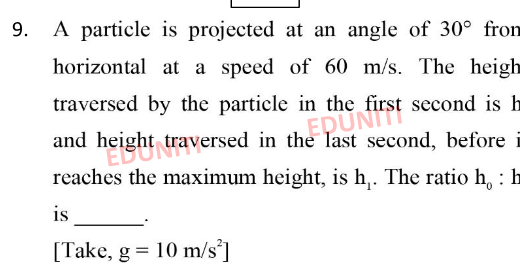 9. A particle is projected at an angle of 30°
horizontal at a speed of 60 m/s. The
traversed by the particle in the first second is
and height traversed in the last second, before
reaches the maximum height, is h₁. The ratio h₀ :
is ______.
[Take, g = 10 m/s²]
EDUNITI
EDUNITI